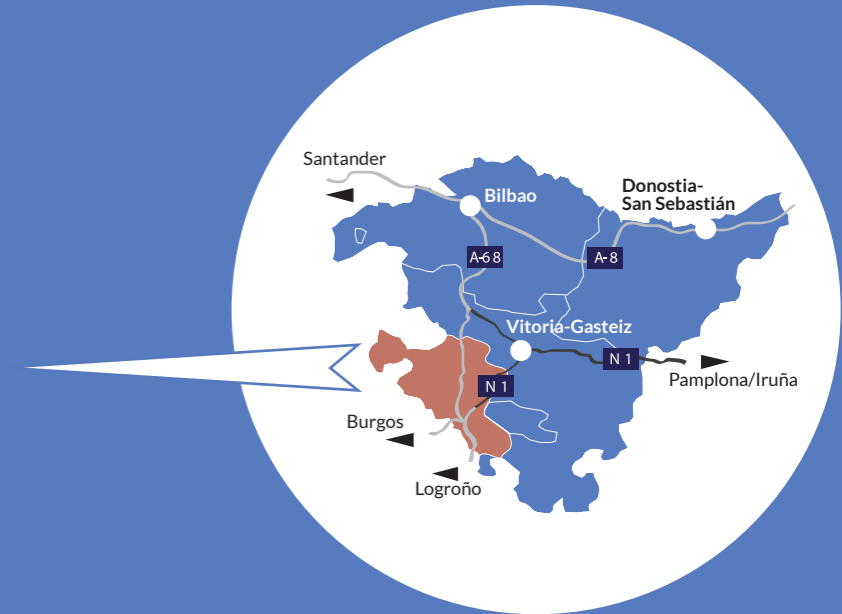 Santander
Bilbao
Donostia-
San Sebastián
A-68
A-8
Vitoria-Gasteiz
N 1
Pamplona/Iruña
N 1
Burgos
Logroño